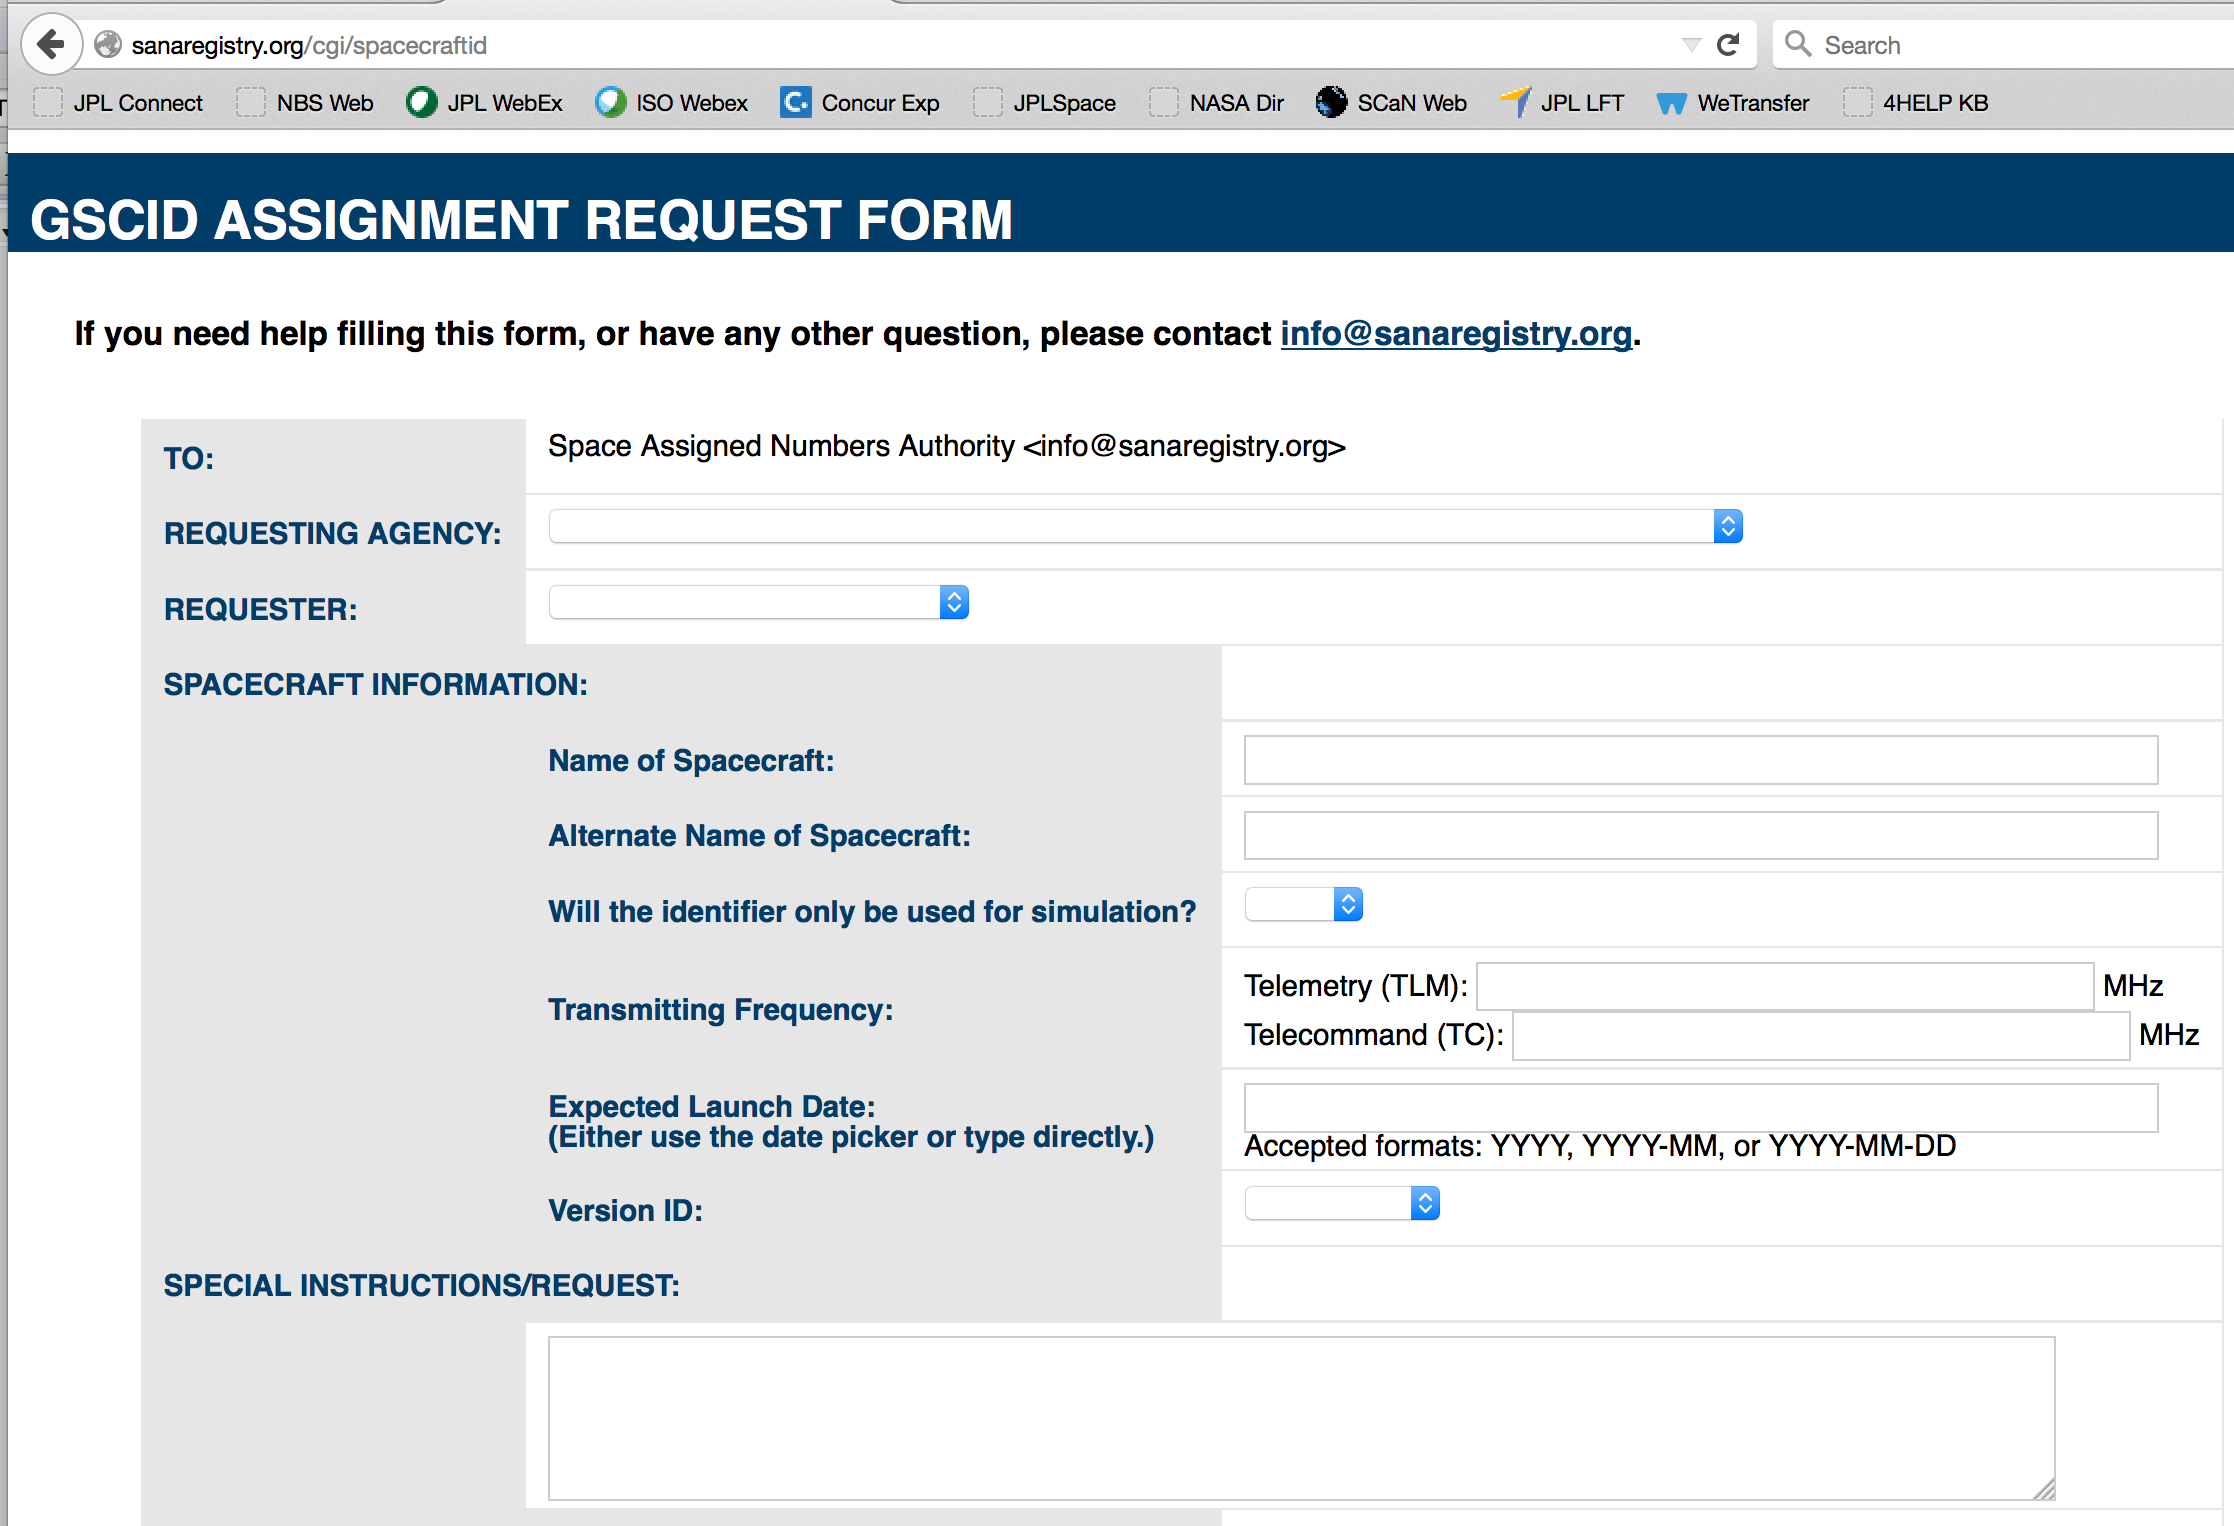 sanaregistry.org/cgi/spacecraftid
Search
JPL Connect NBS Web JPL WebEx ISO Webex Concur Exp JPLSpace NASA Dir SCaN Web JPL LFT WeTransfer 4HELP KB
GSCID ASSIGNMENT REQUEST FORM
If you need help filling this form, or have any other question, please contact info@sanaregistry.org.
TO: Space Assigned Numbers Authority <info@sanaregistry.org>
REQUESTING AGENCY:
REQUESTER:
SPACECRAFT INFORMATION:
Name of Spacecraft:
Alternate Name of Spacecraft:
Will the identifier only be used for simulation?
Transmitting Frequency:
Telemetry (TLM): MHz
Telecommand (TC): MHz
Expected Launch Date:
(Either use the date picker or type directly.)
Accepted formats: YYYY, YYYY-MM, or YYYY-MM-DD
Version ID:
SPECIAL INSTRUCTIONS/REQUEST: